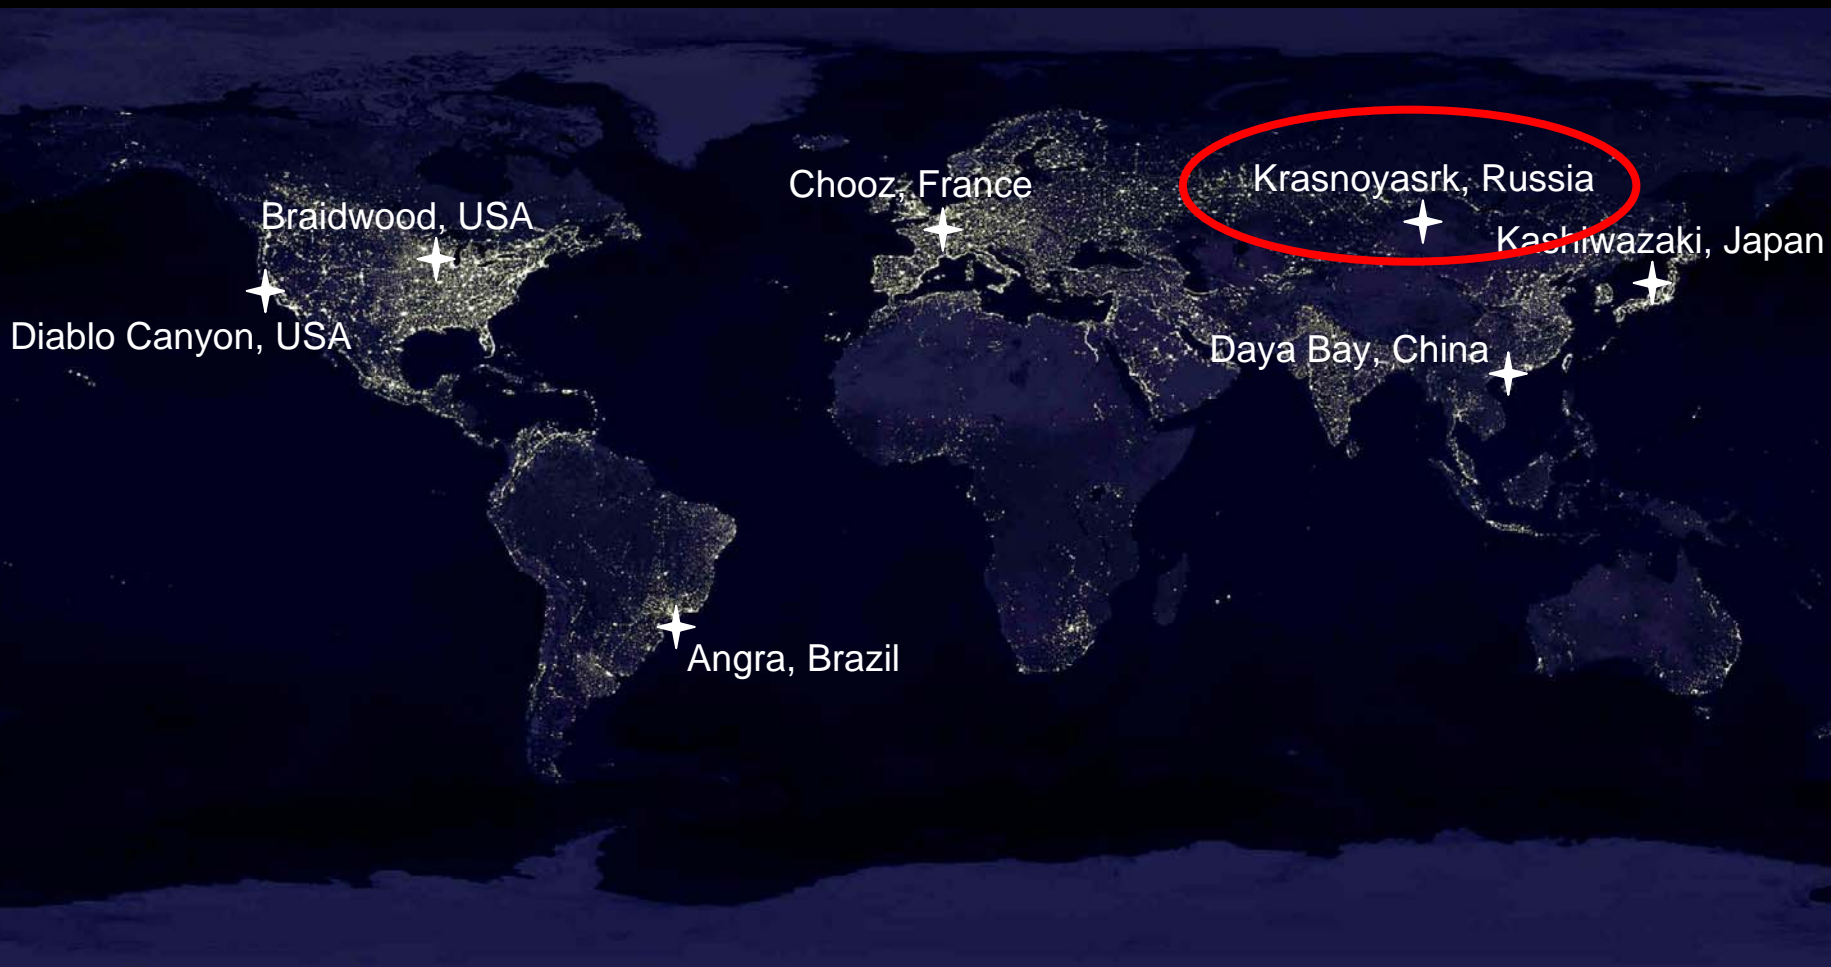 Krasnoyasrk, Russia
Chooz, France
Braidwood, USA
Kashiwazaki, Japan
Diablo Canyon, USA
Daya Bay, China
Angra, Brazil